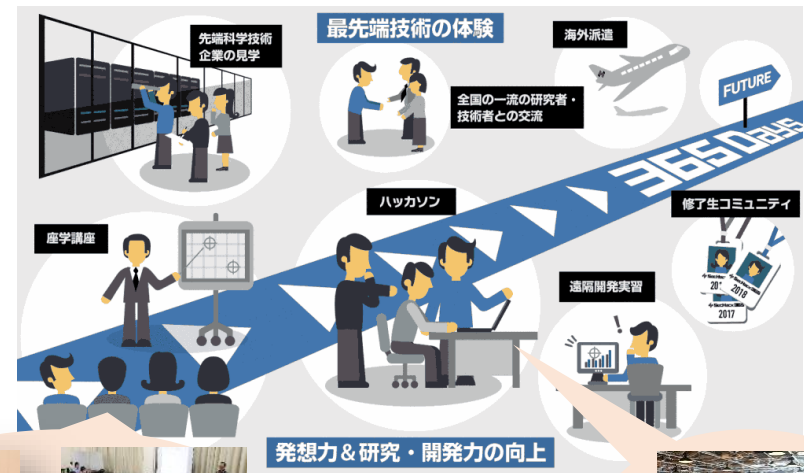 最先端技術の体験
先端科学技術
企業の見学
海外派遣
全国の一流の研究者・
技術者との交流
FUTURE
365Days
ハッカソン
修了生コミュニティ
座学講座
遠隔開発実習
2018
2017
発想力＆研究・開発力の向上